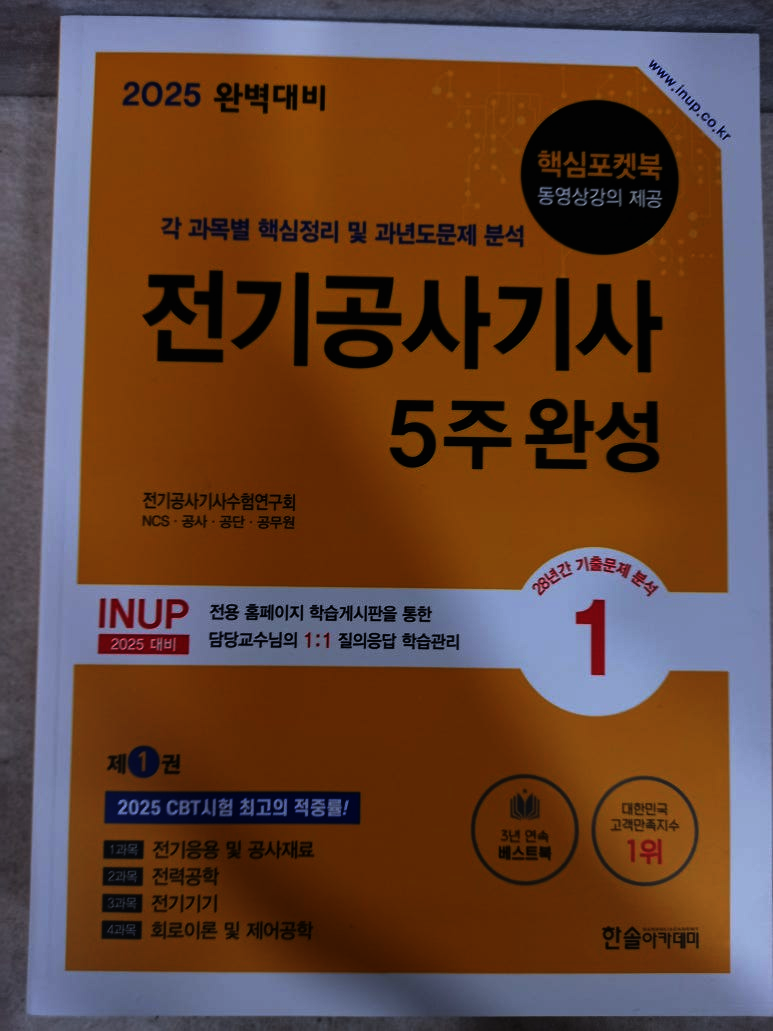 2025 완벽대비
www.inup.co.kr
핵심포켓북
동영상강의 제공
각 과목별 핵심정리 및 과년도문제 분석
전기공사기사
5주완성
전기공사기사수험연구회
NCS · 공사 · 공단 · 공무원
28년간 기출문제 분석
1
INUP
2025 대비
전용 홈페이지 학습게시판을 통한
담당교수님의 1:1 질의응답 학습관리
제1권
2025 CBT시험 최고의 적중률!
1과목 전기응용 및 공사재료
2과목 전력공학
3과목 전기기기
4과목 회로이론 및 제어공학
3년 연속
베스트북
대한민국
고객만족지수
1위
한솔아카데미